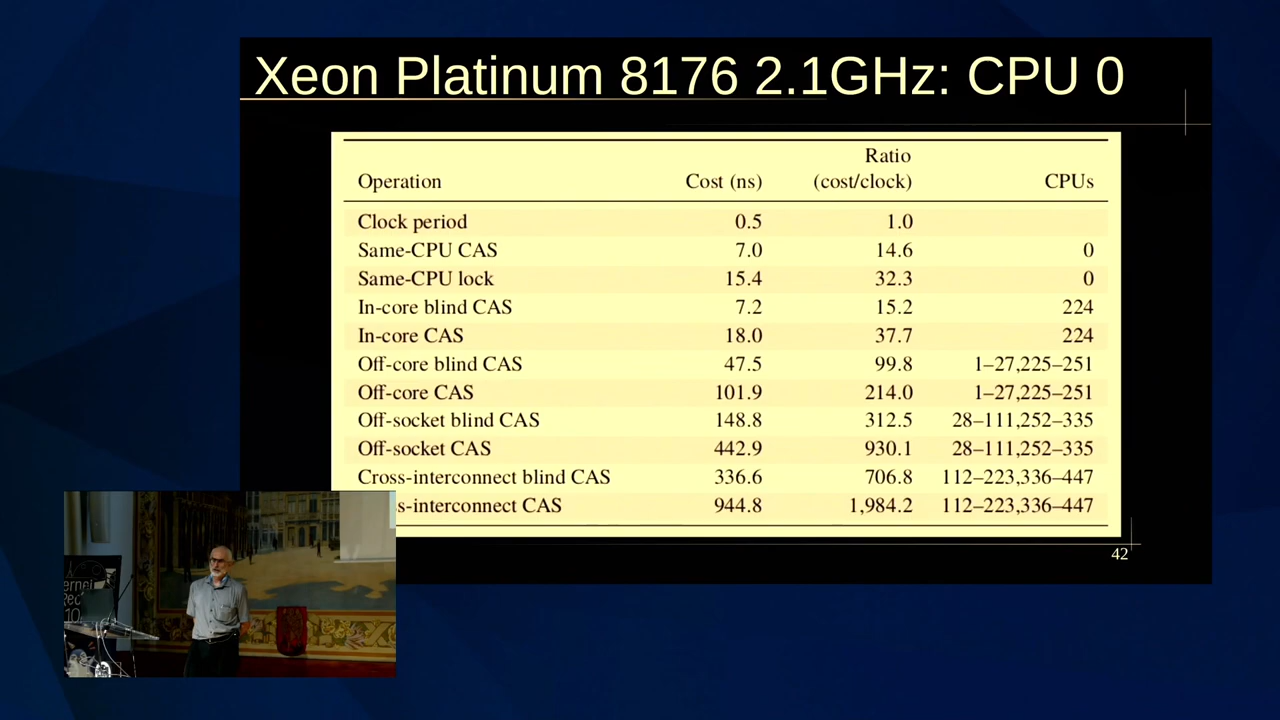 Xeon Platinum 8176 2.1GHz: CPU 0
Ratio
Operation Cost (ns) (cost/clock) CPUs
Clock period 0.5 1.0
Same-CPU CAS 7.0 14.6 0
Same-CPU lock 15.4 32.3 0
In-core blind CAS 7.2 15.2 224
In-core CAS 18.0 37.7 224
Off-core blind CAS 47.5 99.8 1–27,225–251
Off-core CAS 101.9 214.0 1–27,225–251
Off-socket blind CAS 148.8 312.5 28–111,252–335
Off-socket CAS 442.9 930.1 28–111,252–335
Cross-interconnect blind CAS 336.6 706.8 112–223,336–447
s-interconnect CAS 944.8 1,984.2 112–223,336–447
42
ernel
Rec
10